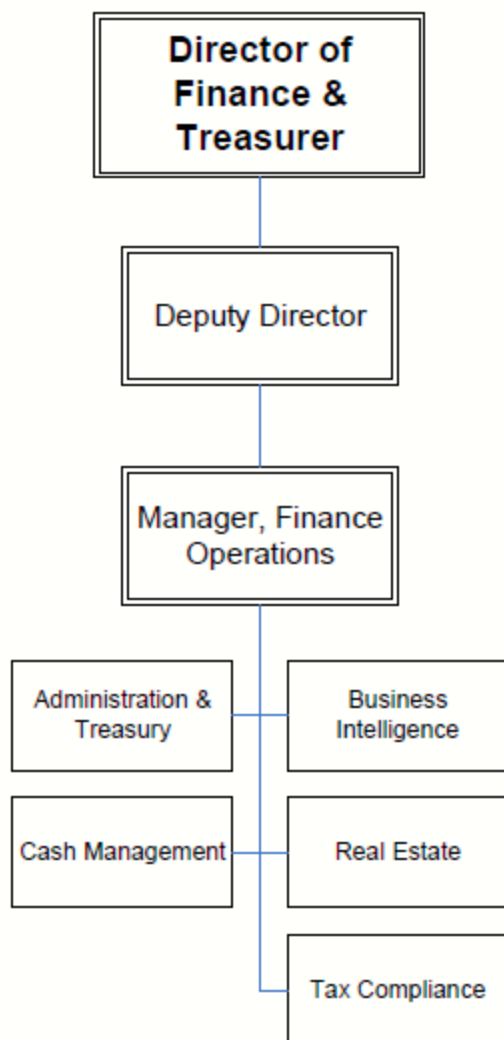 Director of
Finance &
Treasurer
Deputy Director
Manager, Finance
Operations
Administration &
Treasury
Business
Intelligence
Cash Management
Real Estate
Tax Compliance